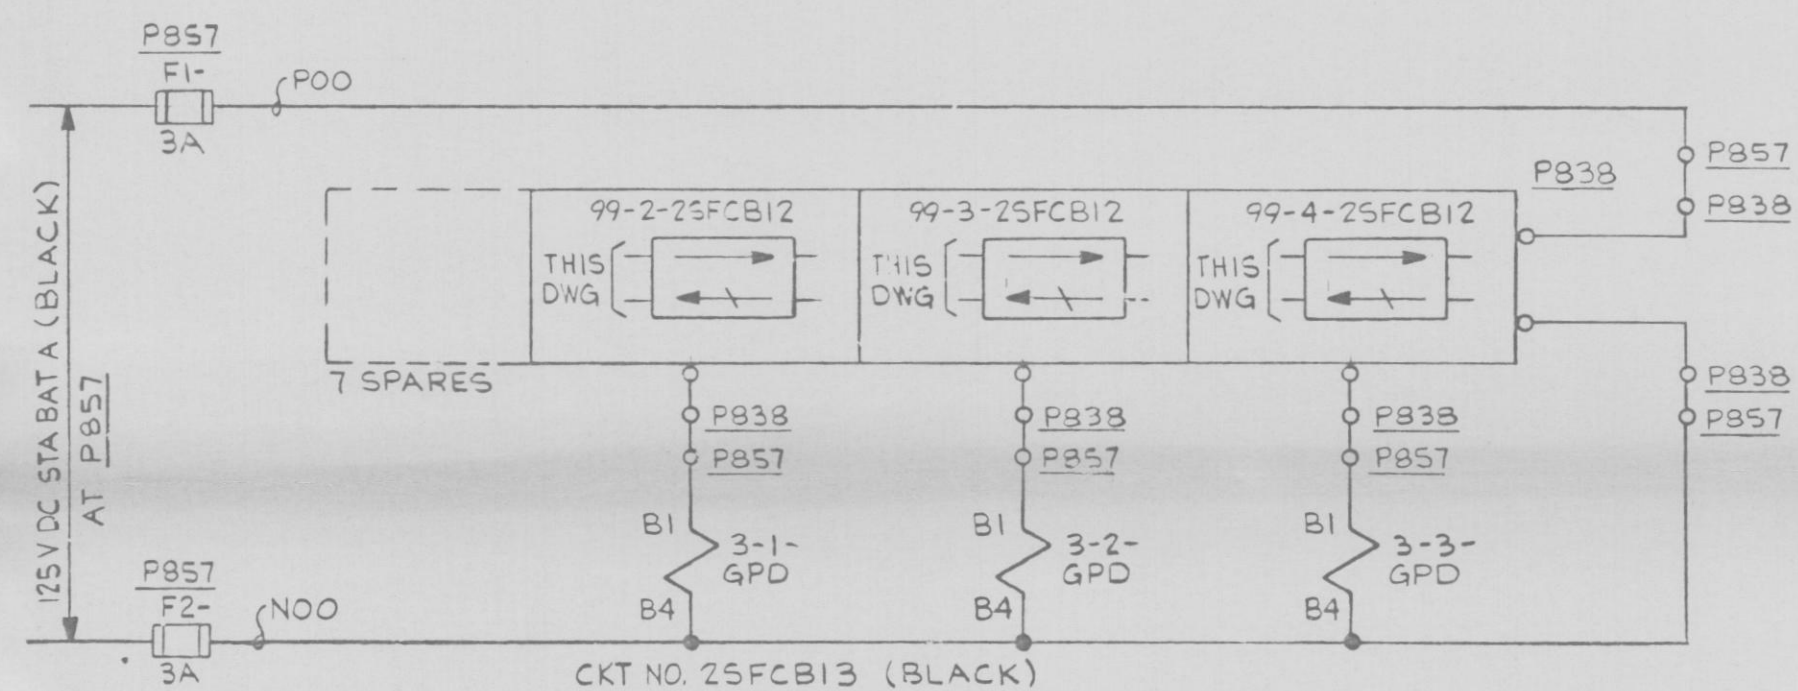 P857
F1-
3A
P00
P857
P838
P838
99-2-2SFCB12
99-3-2SFCB12
99-4-2SFCB12
THIS
DWG
THIS
DWG
THIS
DWG
7 SPARES
125 V DC STA BAT A (BLACK)
AT P857
P838
P857
P838
P857
P838
P857
P838
P857
B1
3-1-
GPD
B4
B1
3-2-
GPD
B4
B1
3-3-
GPD
B4
P857
F2-
3A
N00
CKT NO. 2SFCB13 (BLACK)